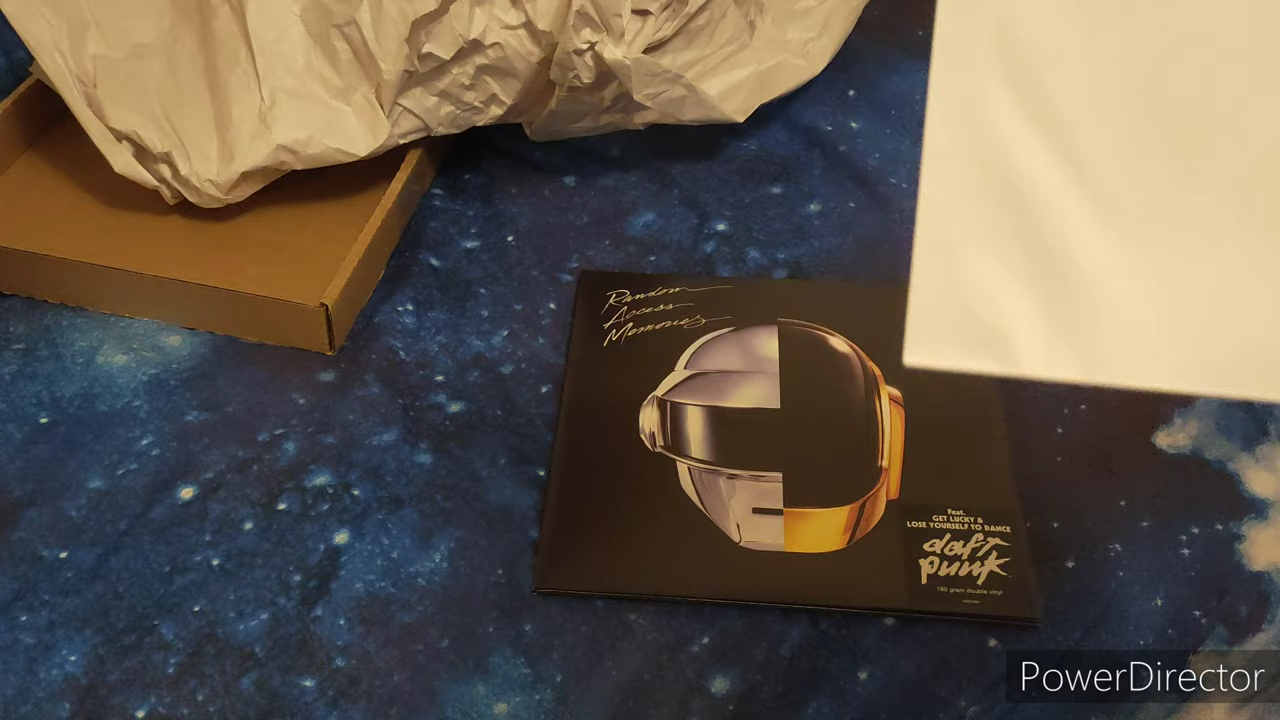 Random
Access
Memories
Feat.
GET LUCKY &
LOSE YOURSELF TO DANCE
daft
punk
180 gram double vinyl
PowerDirector